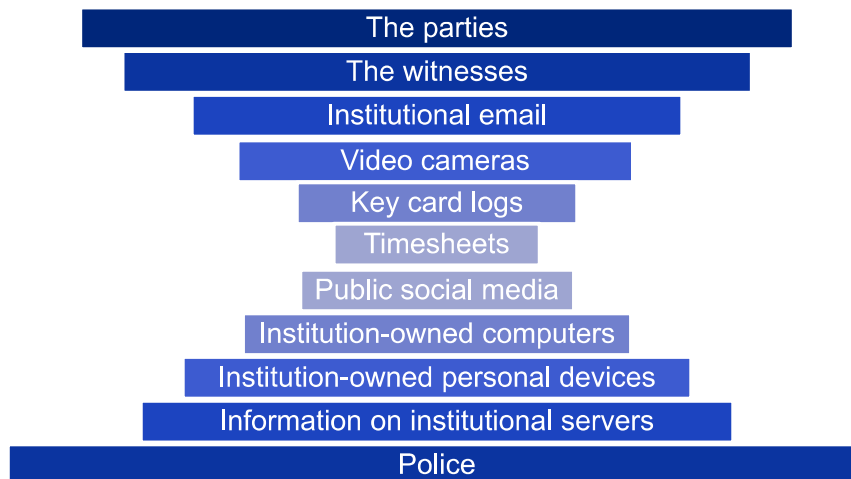 The parties
The witnesses
Institutional email
Video cameras
Key card logs
Timesheets
Public social media
Institution-owned computers
Institution-owned personal devices
Information on institutional servers
Police